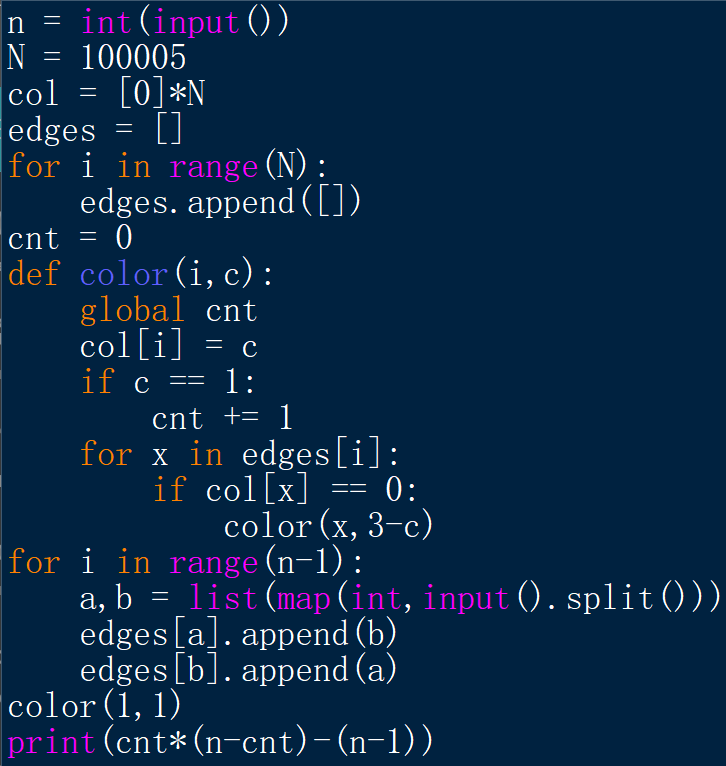 n = int(input())
N = 100005
col = [0]*N
edges = []
for i in range(N):
    edges.append([])
cnt = 0
def color(i,c):
    global cnt
    col[i] = c
    if c == 1:
        cnt += 1
    for x in edges[i]:
        if col[x] == 0:
            color(x,3-c)
for i in range(n-1):
    a,b = list(map(int,input().split()))
    edges[a].append(b)
    edges[b].append(a)
color(1,1)
print(cnt*(n-cnt)-(n-1))